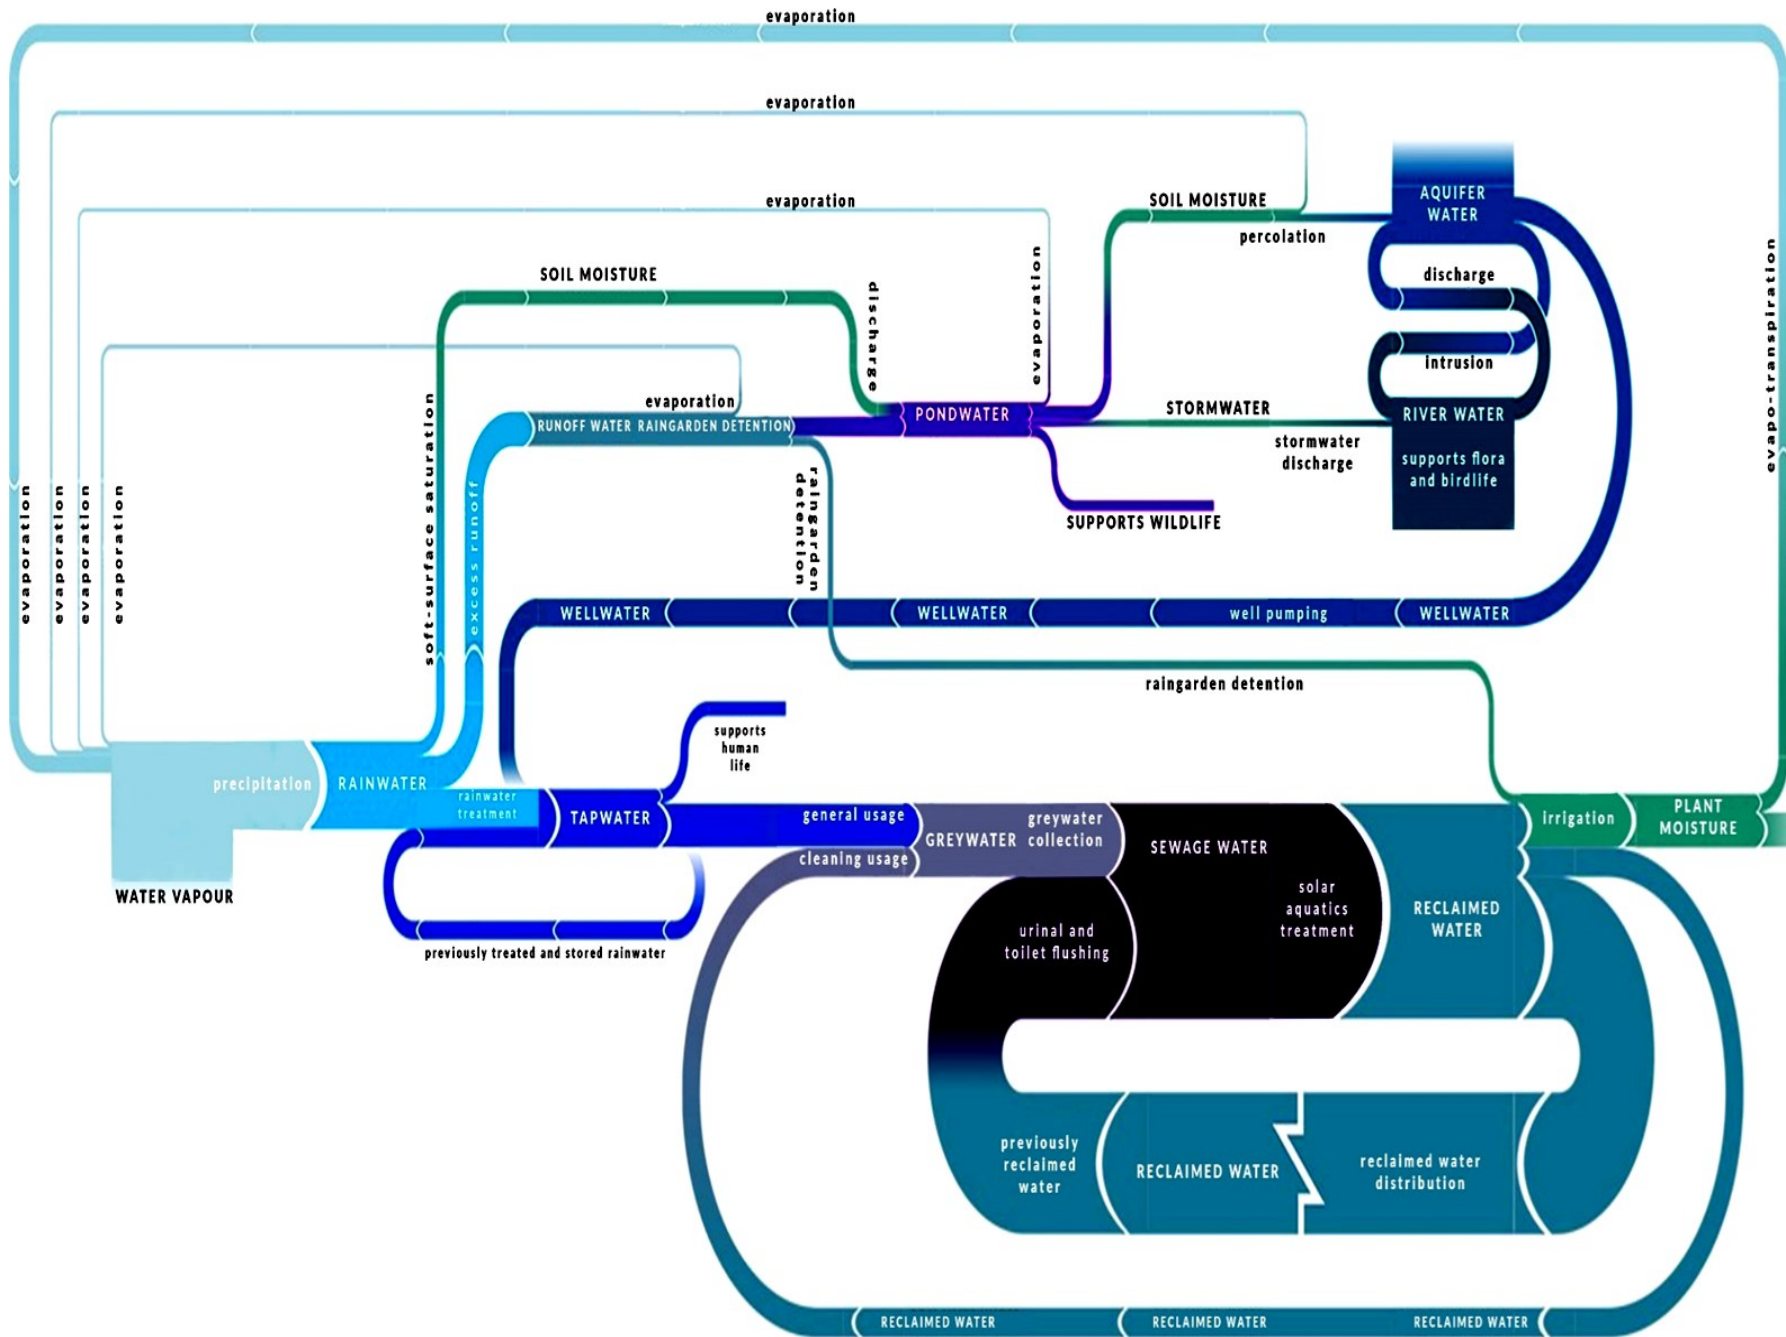 evaporation
evaporation
evaporation
SOIL MOISTURE
percolation
AQUIFER
WATER
discharge
intrusion
evapo-transpiration
SOIL MOISTURE
discharge
evaporation
evaporation
RUNOFF WATER RAINGARDEN DETENTION
PONDWATER
STORMWATER
stormwater
discharge
RIVER WATER
supports flora
and birdlife
SUPPORTS WILDLIFE
evaporation
evaporation
evaporation
evaporation
soft-surface saturation
excess runoff
raingarden
detention
WELLWATER
WELLWATER
well pumping
WELLWATER
raingarden detention
supports
human
life
precipitation
RAINWATER
rainwater
treatment
TAPWATER
general usage
cleaning usage
GREYWATER
greywater
collection
SEWAGE WATER
solar
aquatics
treatment
RECLAIMED
WATER
irrigation
PLANT
MOISTURE
WATER VAPOUR
previously treated and stored rainwater
urinal and
toilet flushing
previously
reclaimed
water
RECLAIMED WATER
reclaimed water
distribution
RECLAIMED WATER
RECLAIMED WATER
RECLAIMED WATER